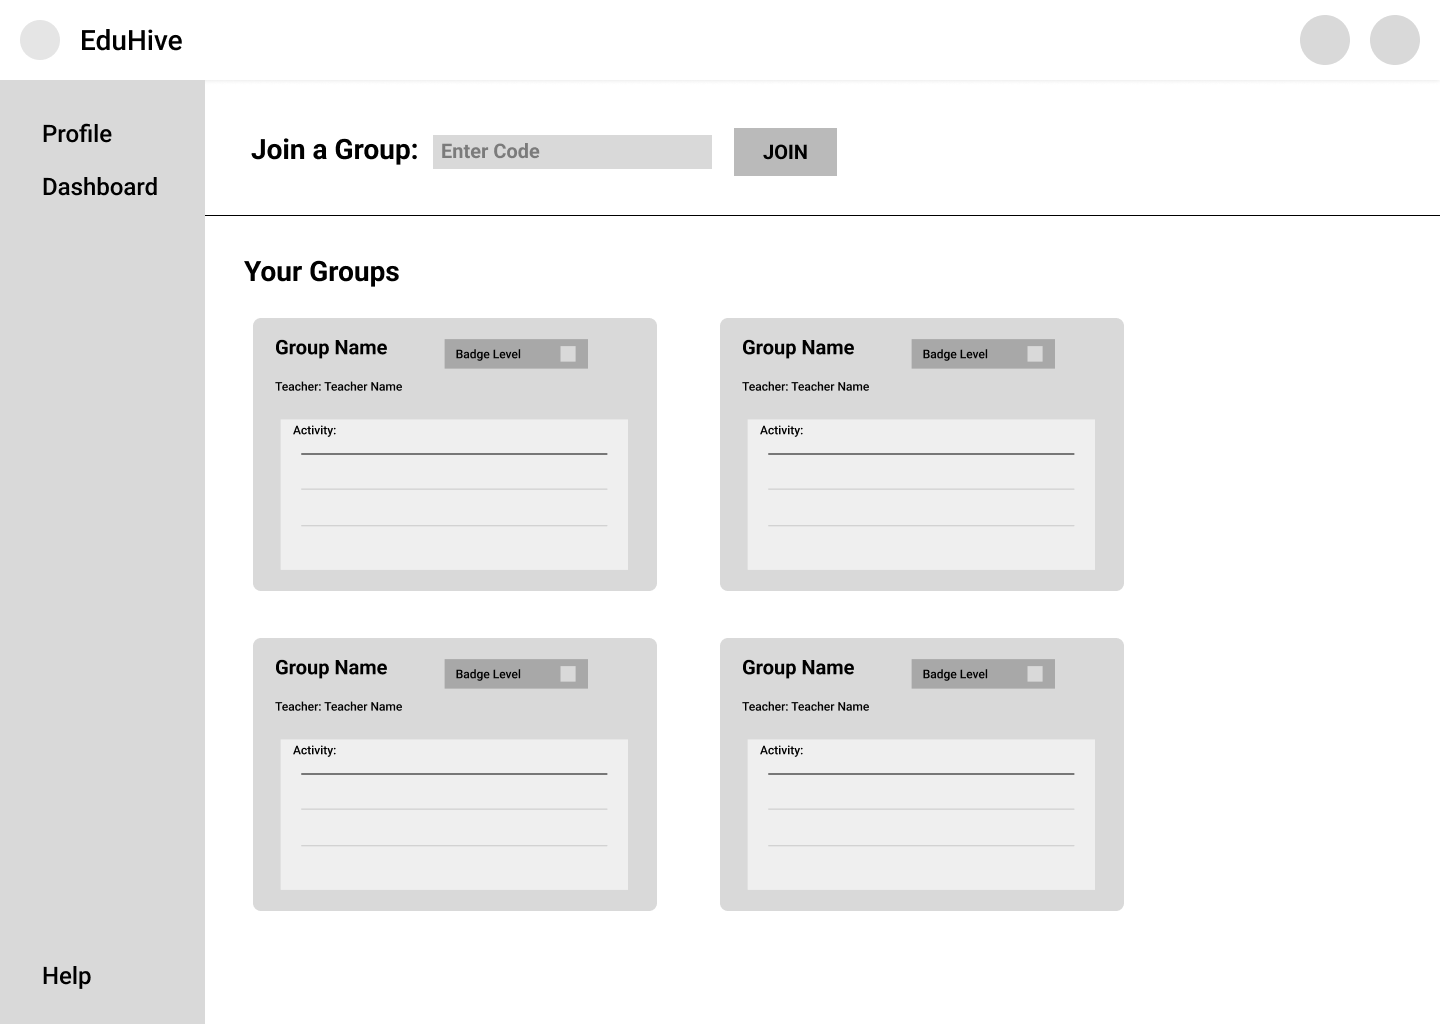 EduHive
Profile
Dashboard
Help
Join a Group: Enter Code JOIN
Your Groups
Group Name Badge Level
Teacher: Teacher Name
Activity:
Group Name Badge Level
Teacher: Teacher Name
Activity:
Group Name Badge Level
Teacher: Teacher Name
Activity:
Group Name Badge Level
Teacher: Teacher Name
Activity: